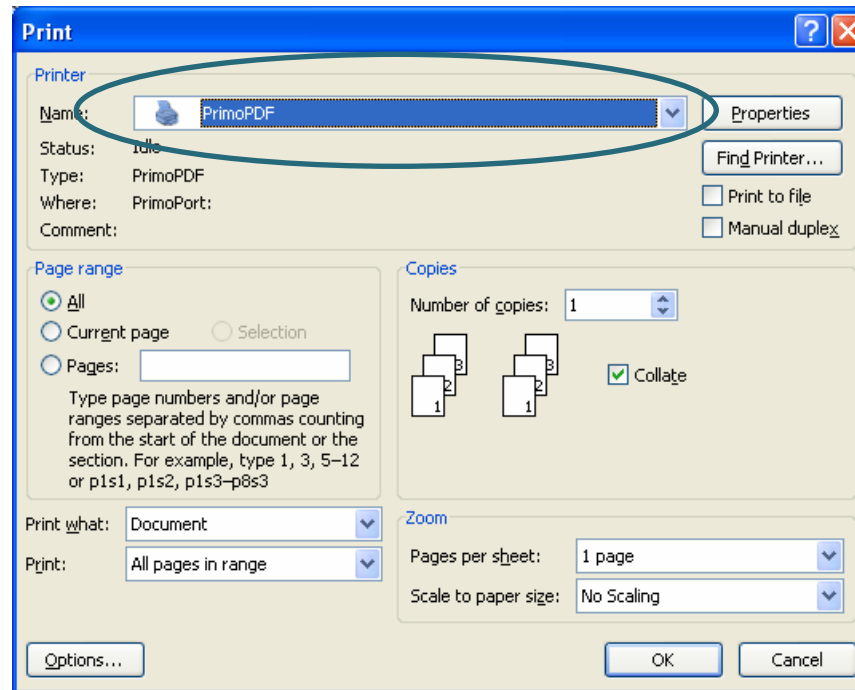 Print
Printer
Name: PrimoPDF Properties
Status: Idle
Find Printer...
Type: PrimoPDF
Where: PrimoPort: Print to file
Comment: Manual duplex
Page range
All
Current page Selection
Pages:
Type page numbers and/or page
ranges separated by commas counting
from the start of the document or the
section. For example, type 1, 3, 5–12
or p1s1, p1s2, p1s3–p8s3
Copies
Number of copies: 1
3 3
2 2
1 1
Collate
Print what: Document
Print: All pages in range
Zoom
Pages per sheet: 1 page
Scale to paper size: No Scaling
Options... OK Cancel